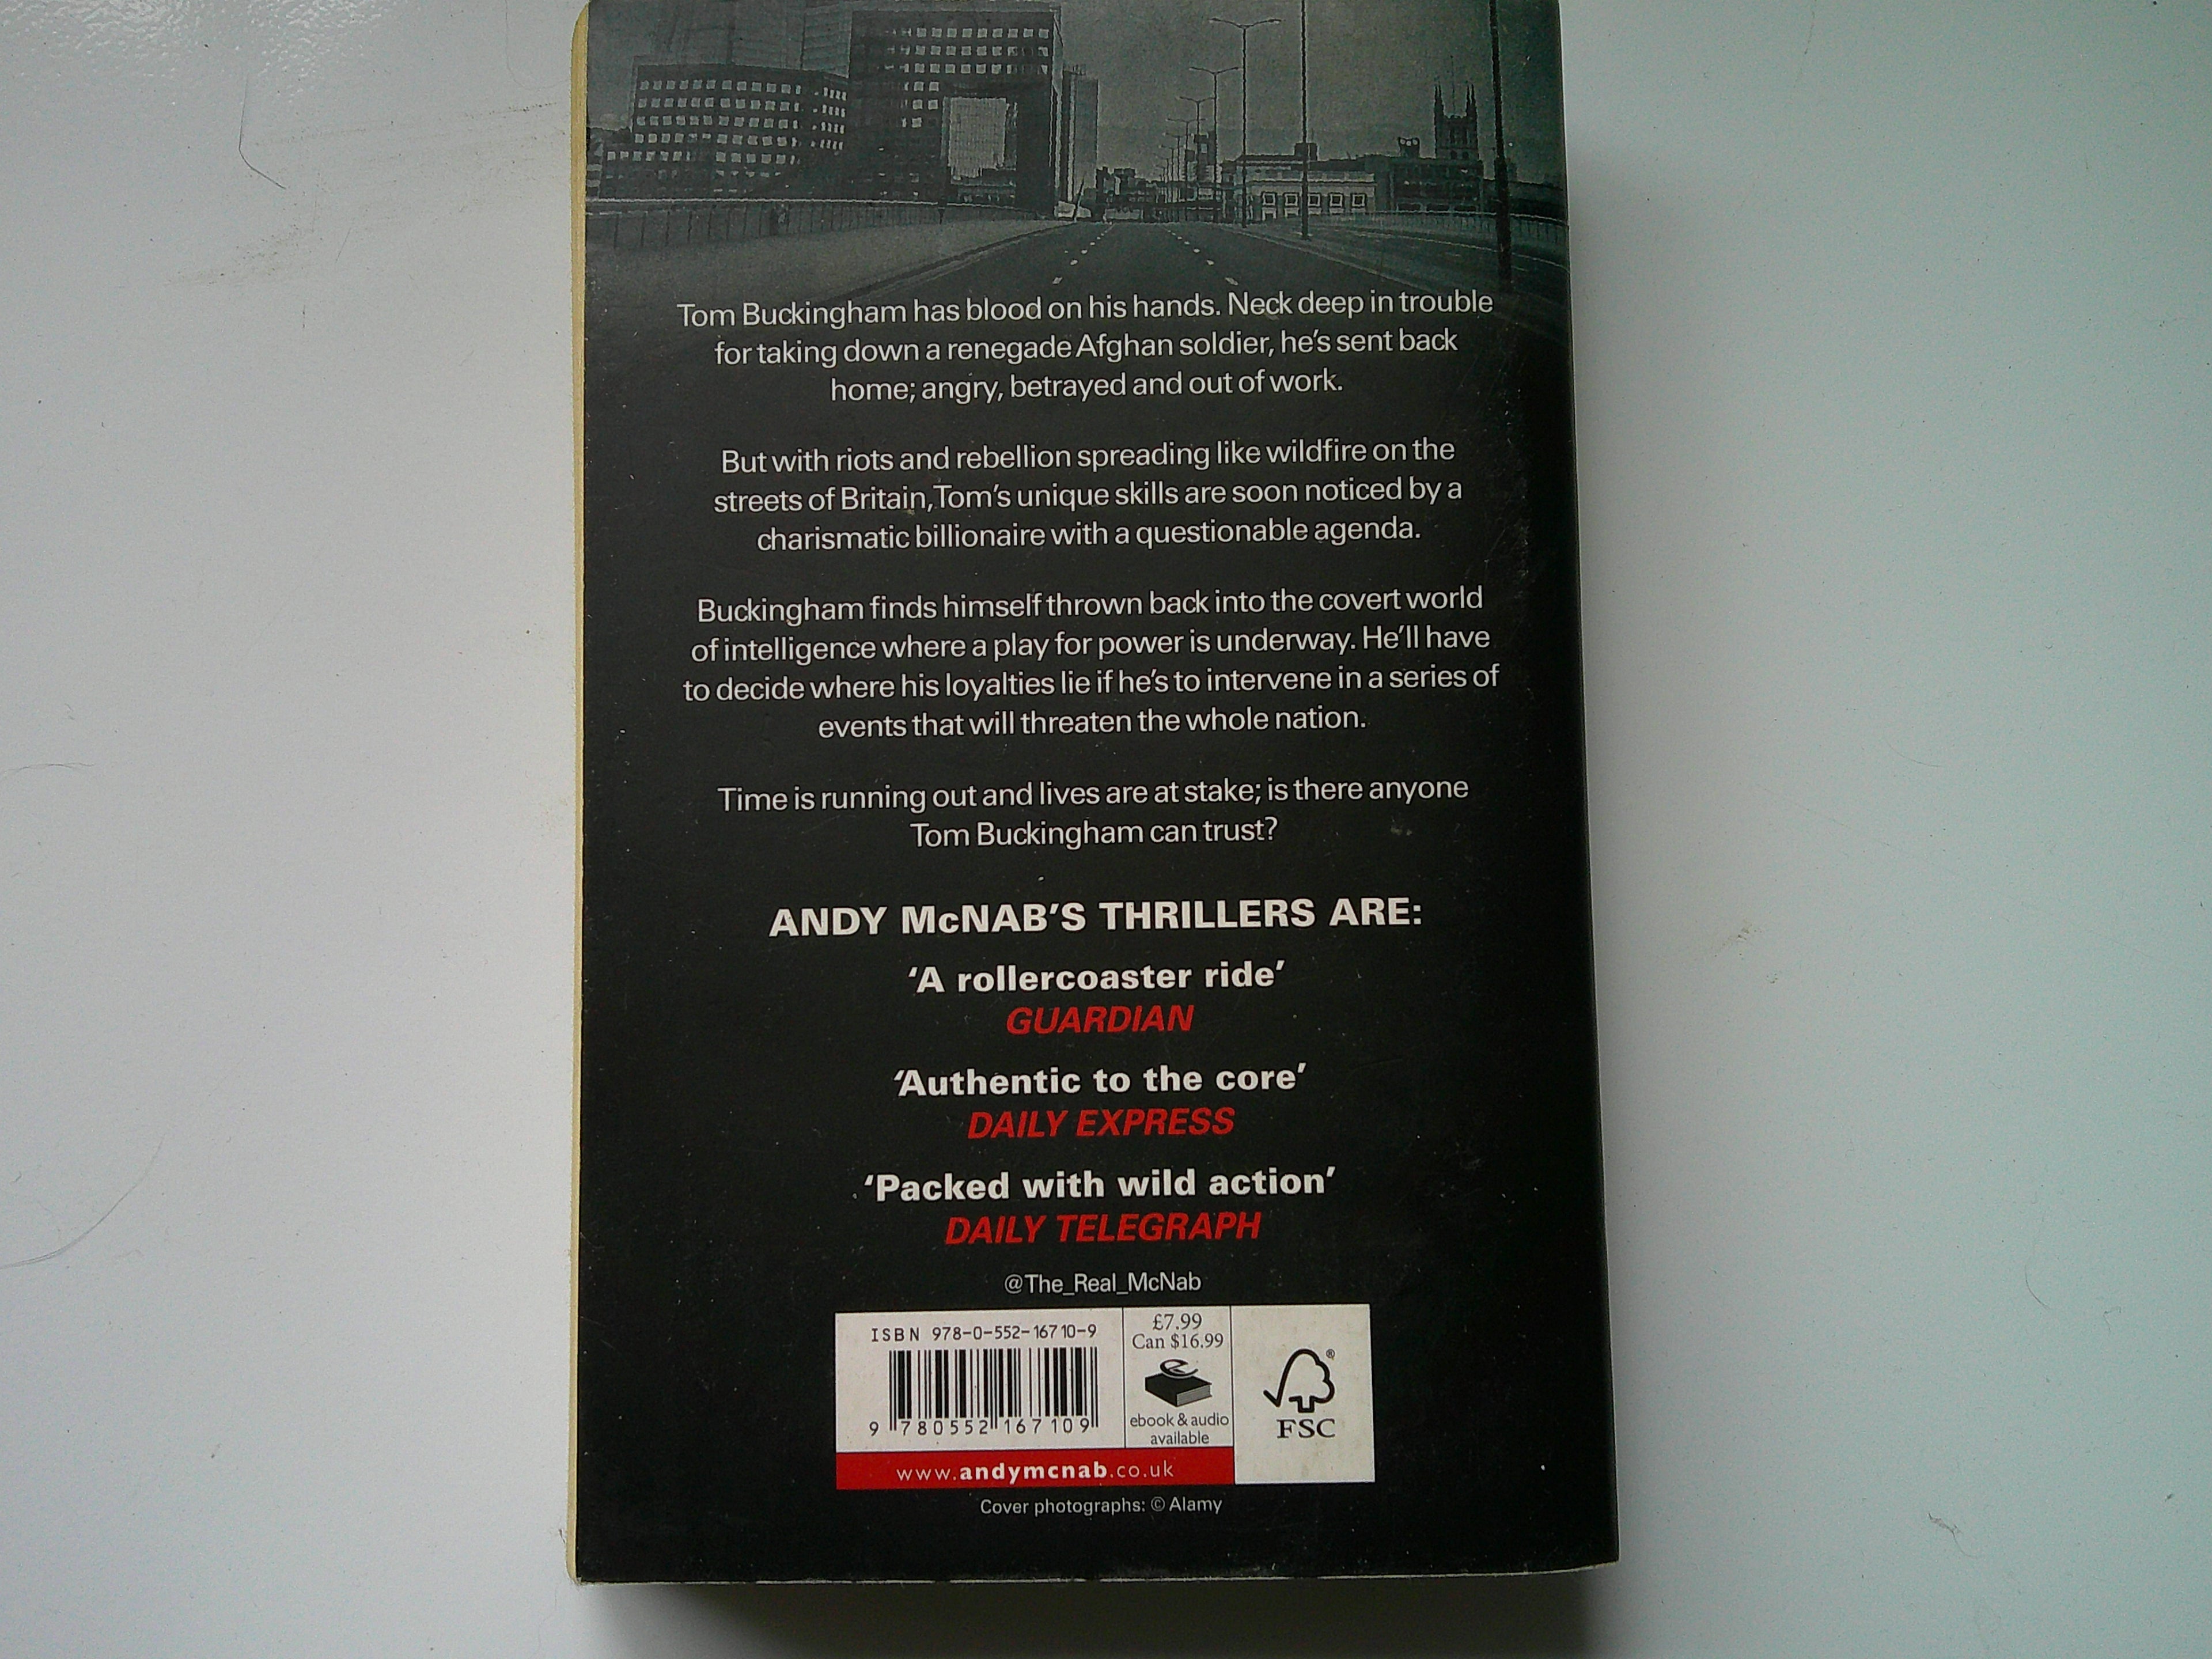 Tom Buckingham has blood on his hands. Neck deep in trouble
for taking down a renegade Afghan soldier, he's sent back
home; angry, betrayed and out of work.
But with riots and rebellion spreading like wildfire on the
streets of Britain, Tom's unique skills are soon noticed by a
charismatic billionaire with a questionable agenda.
Buckingham finds himself thrown back into the covert world
of intelligence where a play for power is underway. He'll have
to decide where his loyalties lie if he's to intervene in a series of
events that will threaten the whole nation.
Time is running out and lives are at stake; is there anyone
Tom Buckingham can trust?
ANDY McNAB'S THRILLERS ARE:
'A rollercoaster ride'
GUARDIAN
'Authentic to the core'
DAILY EXPRESS
'Packed with wild action'
DAILY TELEGRAPH
@The_Real_McNab
ISBN 978-0-552-16710-9
9 780552 167109
£7.99
Can $16.99
e
ebook & audio
available
®
FSC
www.andymcnab.co.uk
Cover photographs: © Alamy